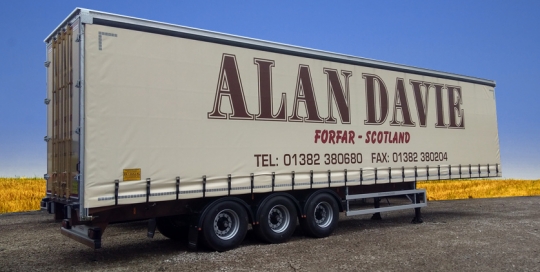 ALAN DAVIE
FORFAR - SCOTLAND
TEL: 01382 380680 FAX: 01382 380204